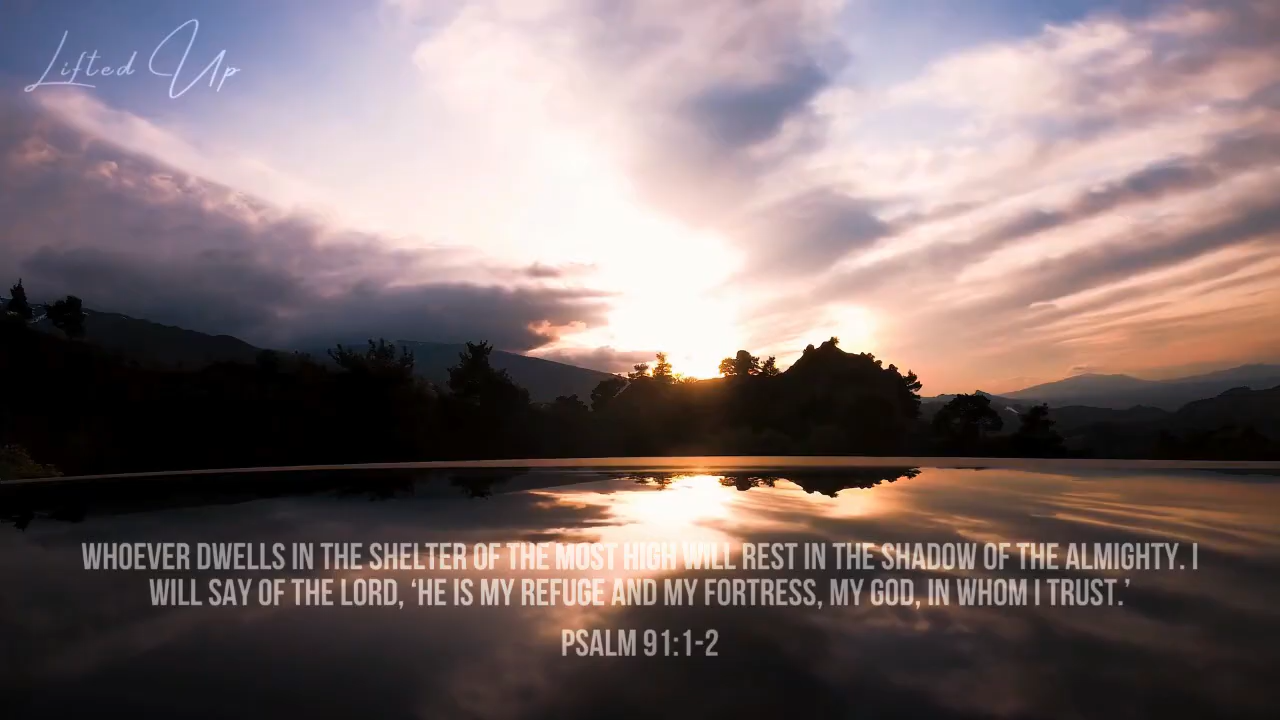 Lifted Up
WHOEVER DWELLS IN THE SHELTER OF THE MOST HIGH WILL REST IN THE SHADOW OF THE ALMIGHTY. I
WILL SAY OF THE LORD, ‘HE IS MY REFUGE AND MY FORTRESS, MY GOD, IN WHOM I TRUST.’
PSALM 91:1-2